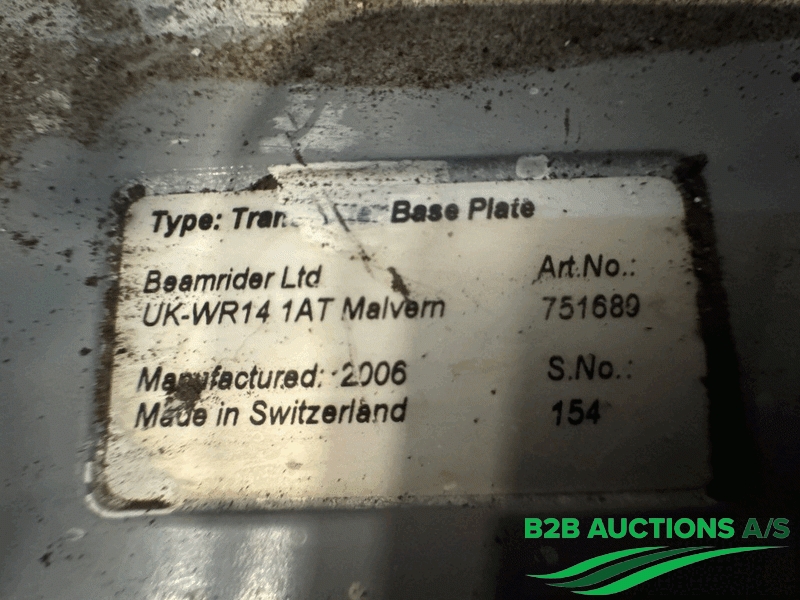 Type: Base Plate
Beamrider Ltd
UK-WR14 1AT Malvern
Art.No.:
751689
Manufactured: 2006
Made in Switzerland
S.No.:
154
B2B AUCTIONS A/S